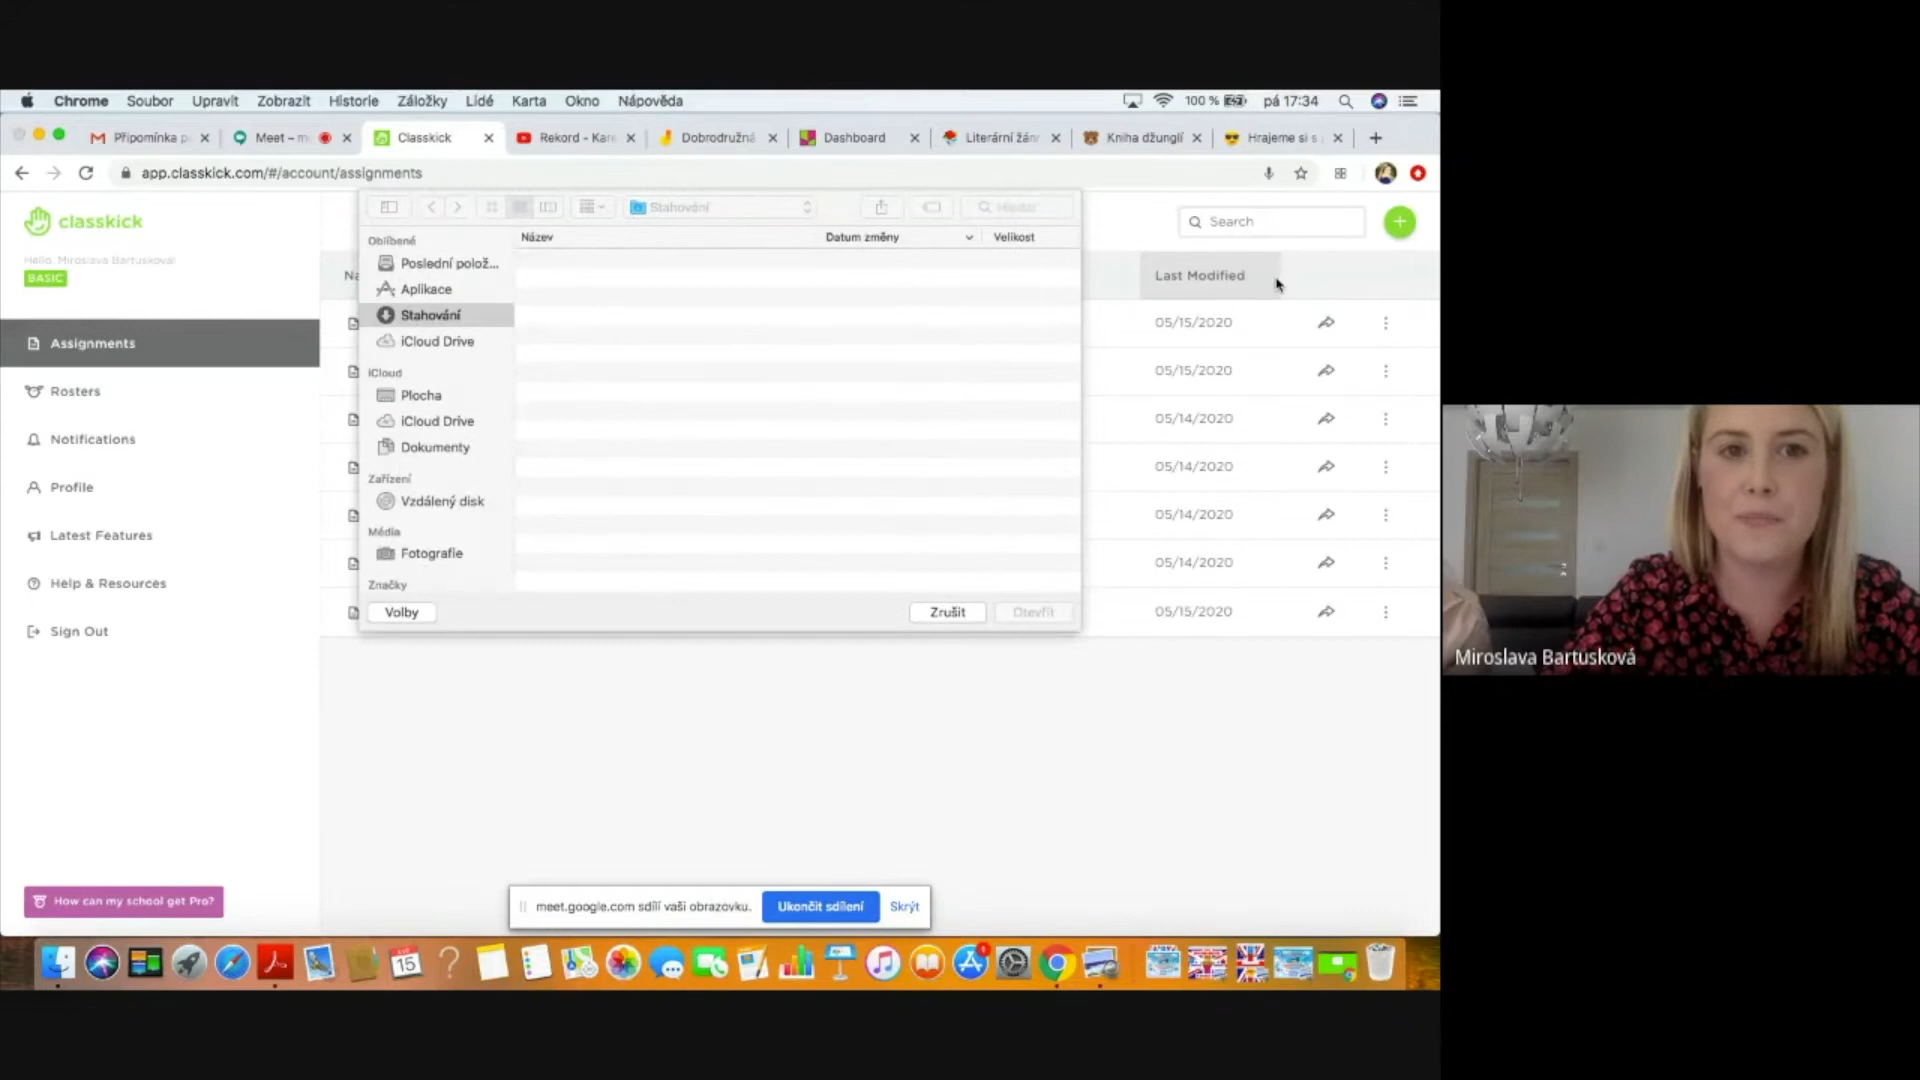 Chrome Soubor Upravit Zobrazit Historie Záložky Lidé Karta Okno Nápověda 100 % pá 17:34
Připomínka p Meet – m Classkick Rekord - Kare Dobrodružná Dashboard Literární žánr Kniha džunglí Hrajeme si s
app.classkick.com/#/account/assignments
classkick
Hello, Miroslava Bartuskova!
BASIC
Assignments
Rosters
Notifications
Profile
Latest Features
Help & Resources
Sign Out
How can my school get Pro?
Stahování
Hledat
Název Datum změny Velikost
Oblíbené
Poslední polož...
Aplikace
Stahování
iCloud Drive
iCloud
Plocha
iCloud Drive
Dokumenty
Zařízení
Vzdálený disk
Média
Fotografie
Značky
Volby Zrušit Otevřít
Search
Na Last Modified
05/15/2020
05/15/2020
05/14/2020
05/14/2020
05/14/2020
05/14/2020
05/15/2020
meet.google.com sdílí vaši obrazovku. Ukončit sdílení Skrýt
15
Miroslava Bartusková